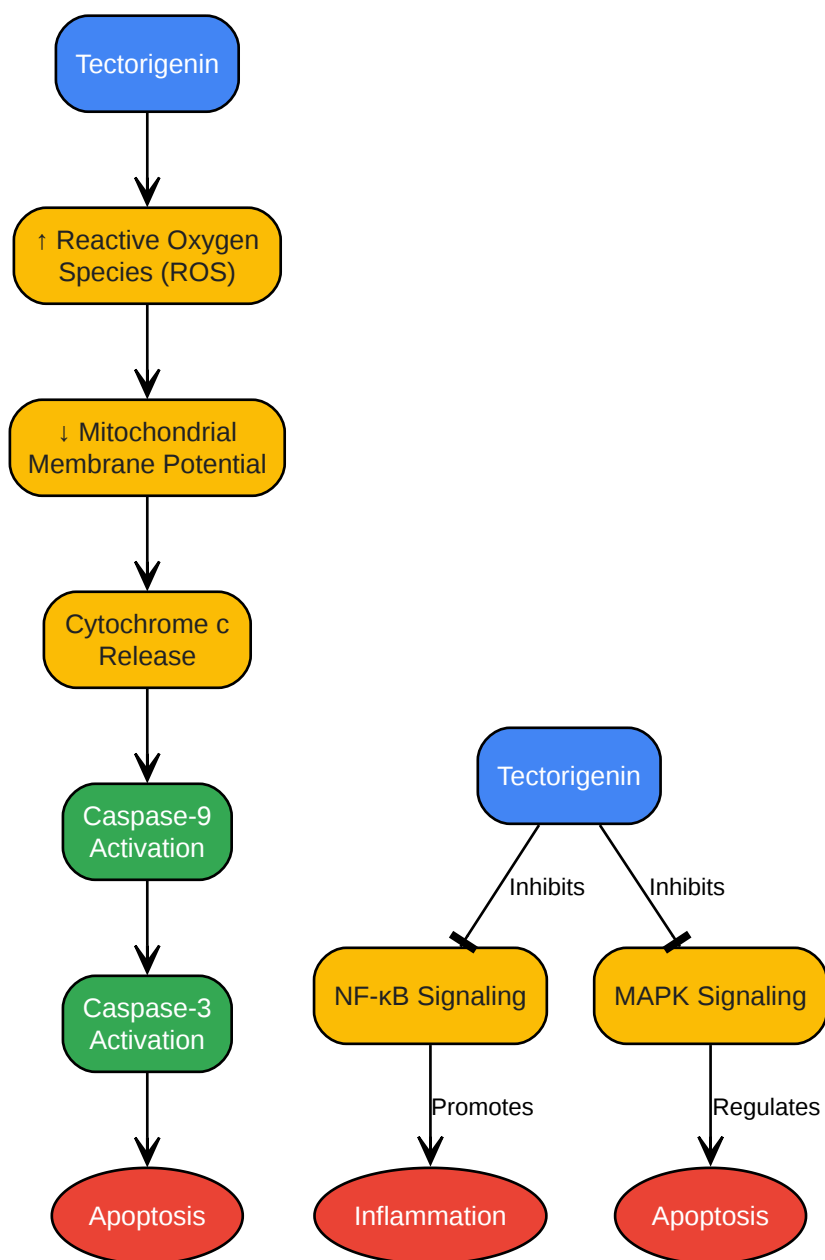 Tectorigenin
↑ Reactive Oxygen
Species (ROS)
↓ Mitochondrial
Membrane Potential
Cytochrome c
Release
Caspase-9
Activation
Caspase-3
Activation
Apoptosis
Tectorigenin
Inhibits
Inhibits
NF-κB Signaling
MAPK Signaling
Promotes
Regulates
Inflammation
Apoptosis